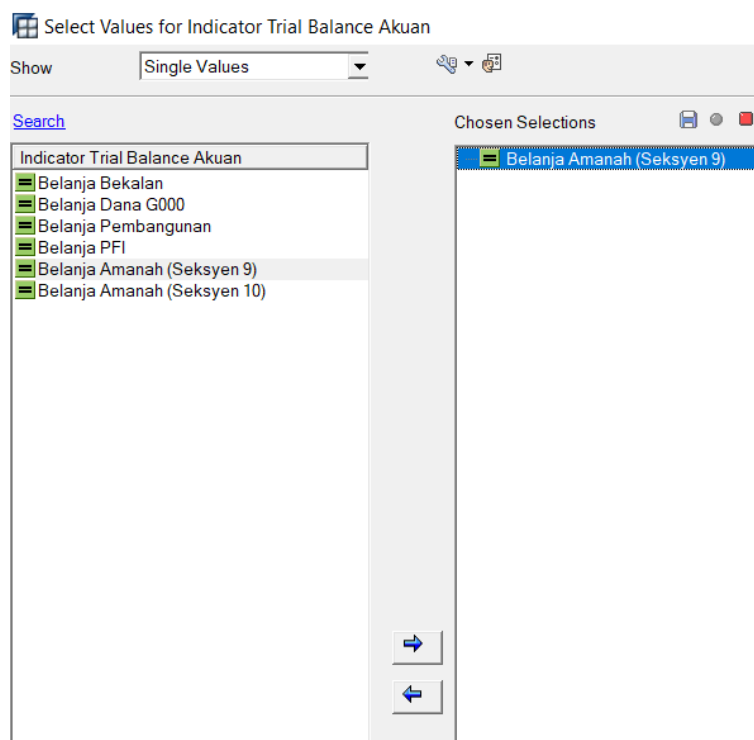 Select Values for Indicator Trial Balance Akuan
Show
Single Values
Search
Chosen Selections
Indicator Trial Balance Akuan
Belanja Bekalan
Belanja Dana G000
Belanja Pembangunan
Belanja PFI
Belanja Amanah (Seksyen 9)
Belanja Amanah (Seksyen 10)
Belanja Amanah (Seksyen 9)